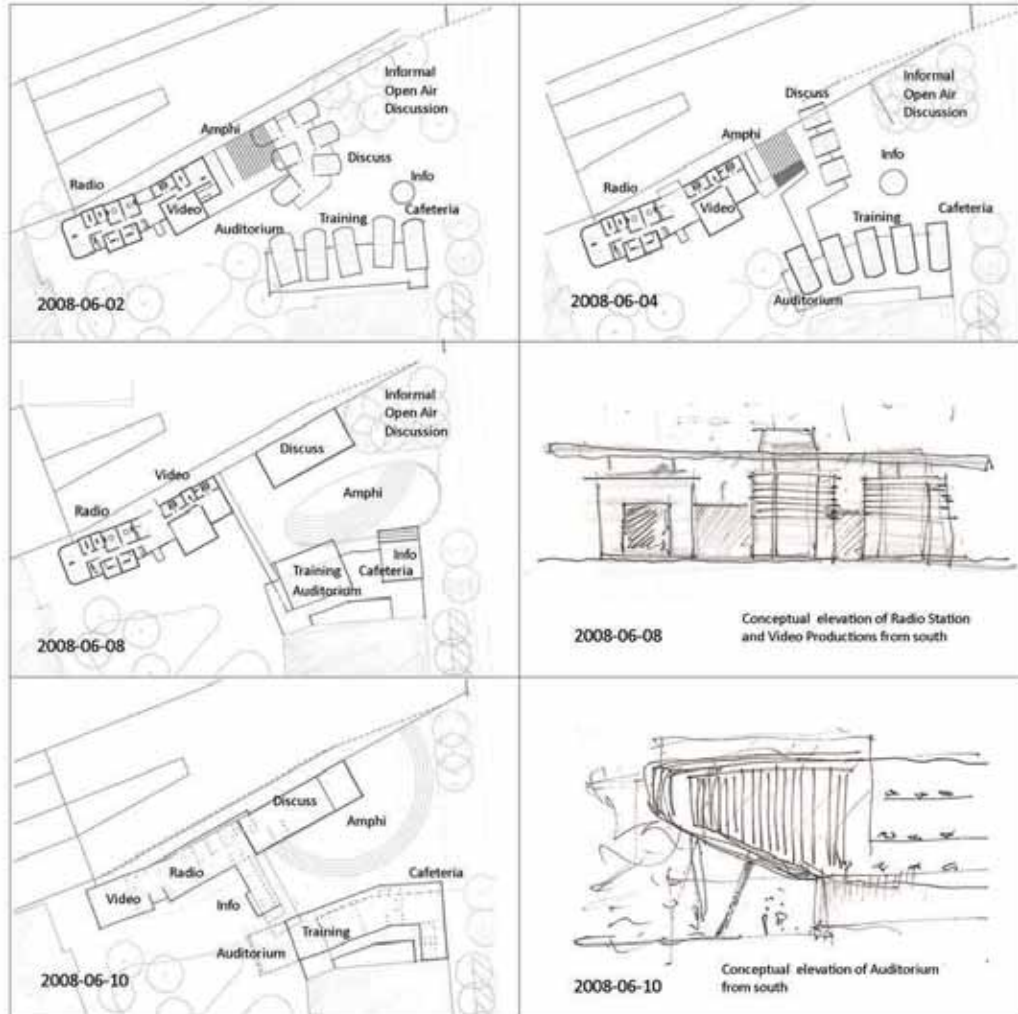 Informal
Open Air
Discussion
Amphi
Discuss
Radio
Info
Video
Training
Cafeteria
Auditorium
2008-06-02
Informal
Open Air
Discussion
Discuss
Amphi
Info
Radio
Video
Training
Cafeteria
Auditorium
2008-06-04
Informal
Open Air
Discussion
Discuss
Video
Amphi
Radio
Info
Training
Cafeteria
Auditorium
2008-06-08
2008-06-08
Conceptual elevation of Radio Station
and Video Productions from south
Discuss
Amphi
Radio
Cafeteria
Video
Info
Training
Auditorium
2008-06-10
2008-06-10
Conceptual elevation of Auditorium
from south